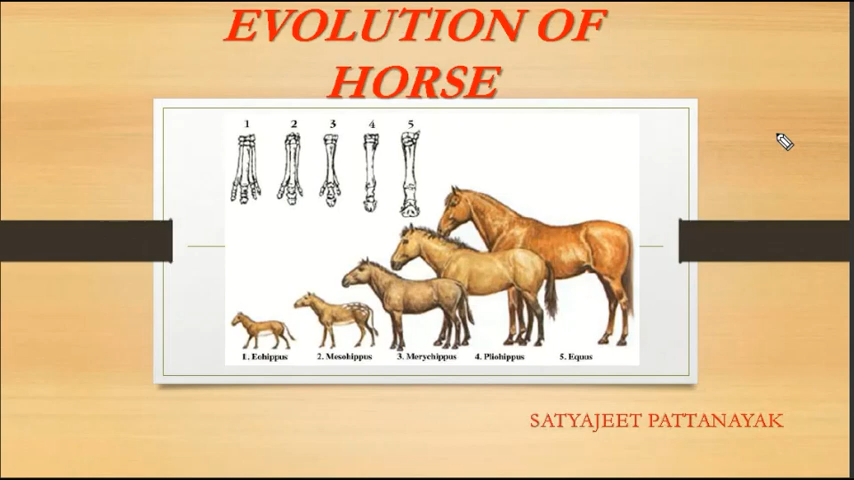 EVOLUTION OF
HORSE
1 2 3 4 5
1. Eohippus 2. Mesohippus 3. Merychippus 4. Pliohippus 5. Equus
SATYAJEET PATTANAYAK